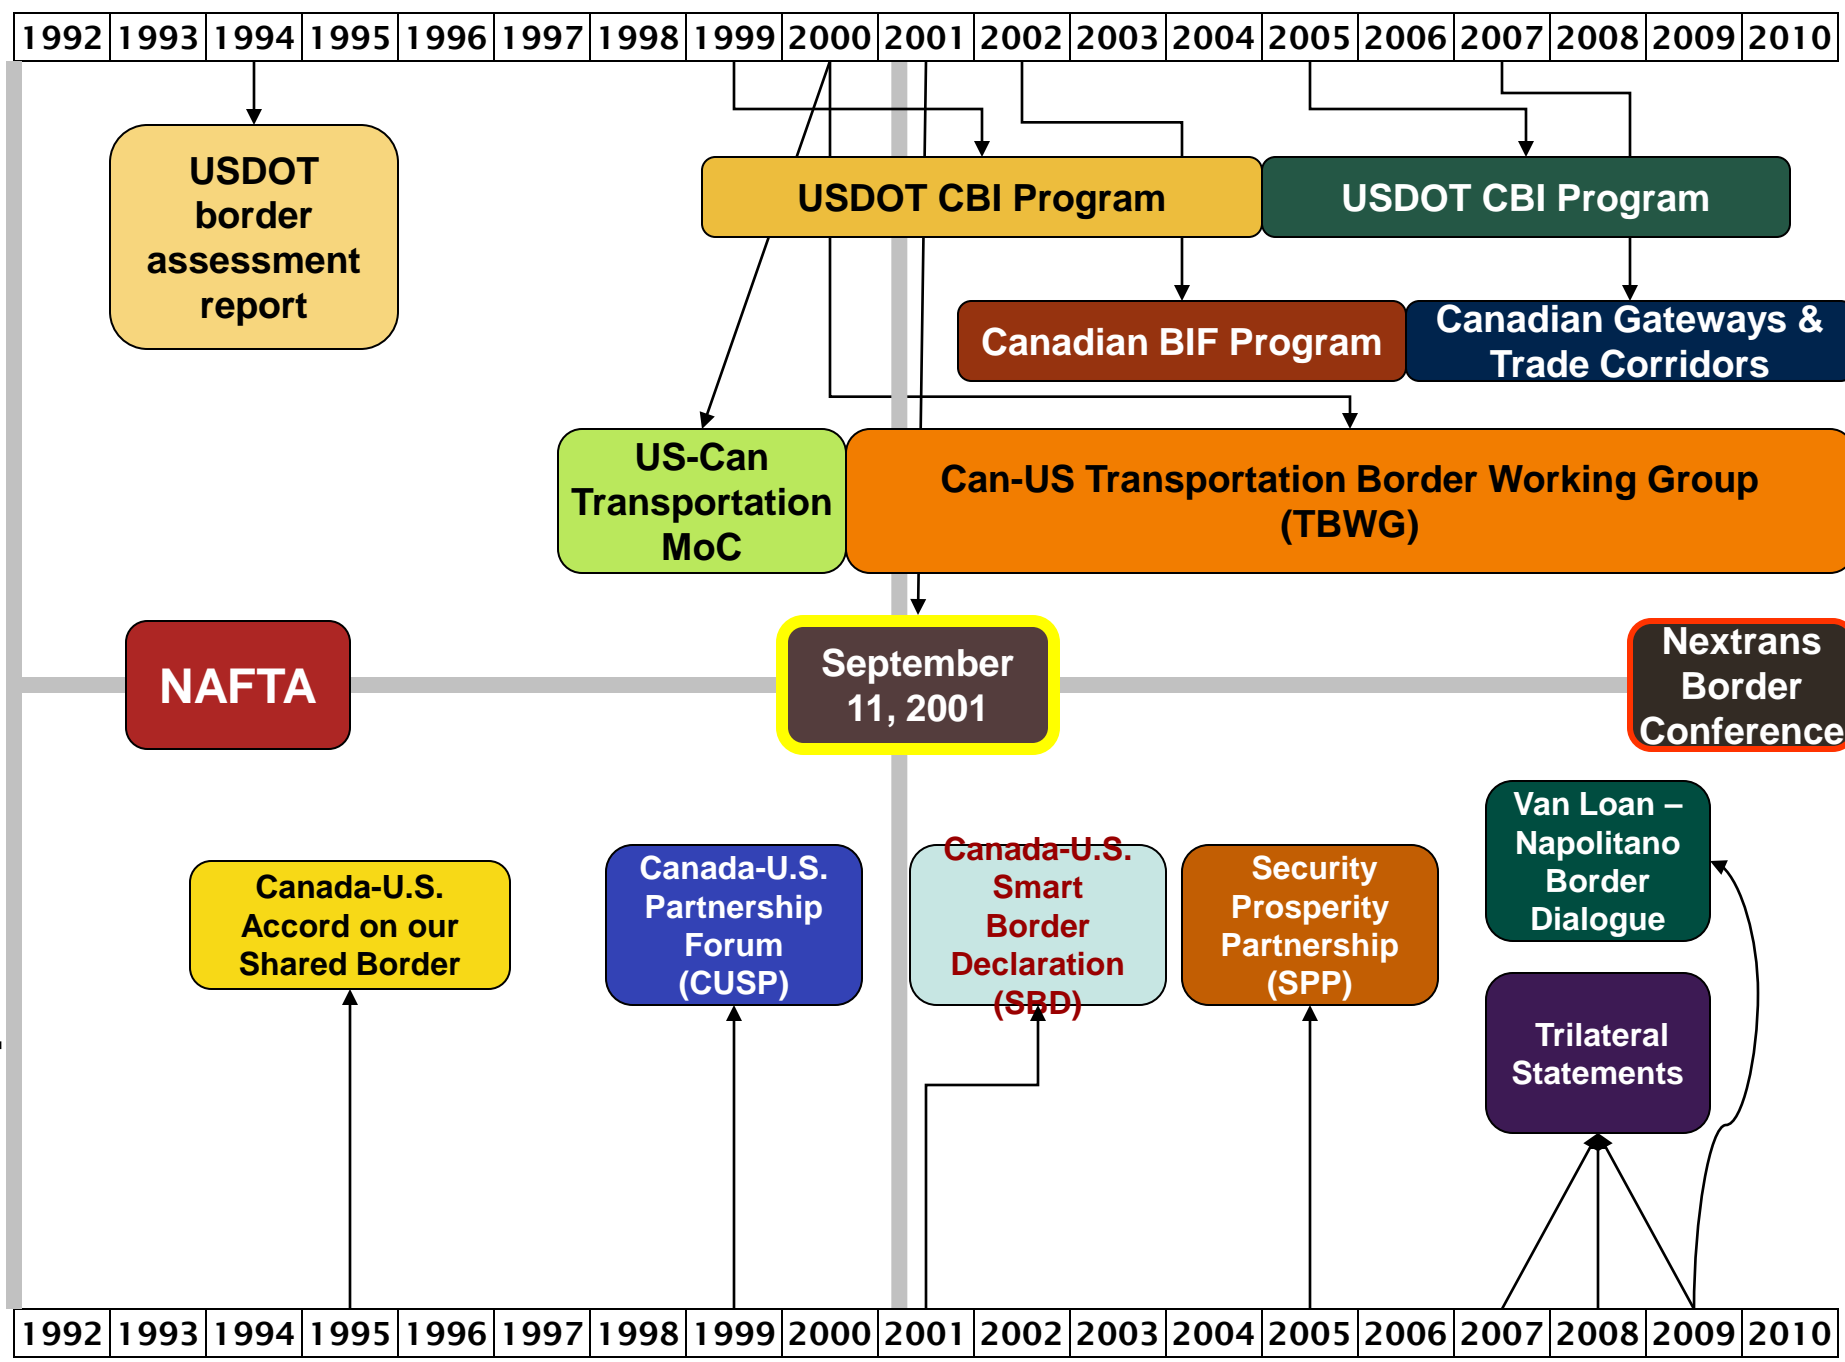 1992 1993 1994 1995 1996 1997 1998 1999 2000 2001 2002 2003 2004 2005 2006 2007 2008 2009 2010
USDOT
border
assessment
report
USDOT CBI Program
USDOT CBI Program
Canadian BIF Program
Canadian Gateways &
Trade Corridors
US-Can
Transportation
MoC
Can-US Transportation Border Working Group
(TBWG)
NAFTA
September
11, 2001
Nextrans
Border
Conference
Canada-U.S.
Accord on our
Shared Border
Canada-U.S.
Partnership
Forum
(CUSP)
Canada-U.S.
Smart
Border
Declaration
(SBD)
Security
Prosperity
Partnership
(SPP)
Van Loan –
Napolitano
Border
Dialogue
Trilateral
Statements
1992 1993 1994 1995 1996 1997 1998 1999 2000 2001 2002 2003 2004 2005 2006 2007 2008 2009 2010